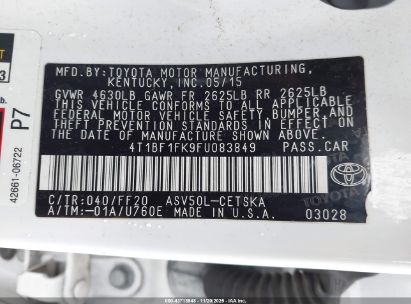 MFD.BY:TOYOTA MOTOR MANUFACTURING,
KENTUCKY, INC.05/15
GVWR 4630LB GAWR FR 2625LB RR 2625LB
THIS VEHICLE CONFORMS TO ALL APPLICABLE
FEDERAL MOTOR VEHICLE SAFETY, BUMPER, AND
THEFT PREVENTION STANDARDS IN EFFECT ON
THE DATE OF MANUFACTURE SHOWN ABOVE.
4T1BF1FK9FU083849 PASS.CAR
C/TR:040/FF20 ASV50L-CETSKA
A/TM:-01A/U760E 03028
TOYOTA
P7
42661-06722
3